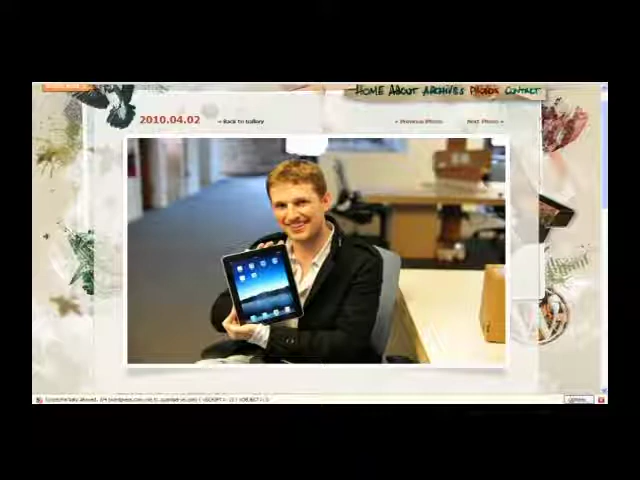 HOME ABOUT ARCHIVES PHOTOS CONTACT
2010.04.02
« Back to Gallery
« Previous Photo
Next Photo »